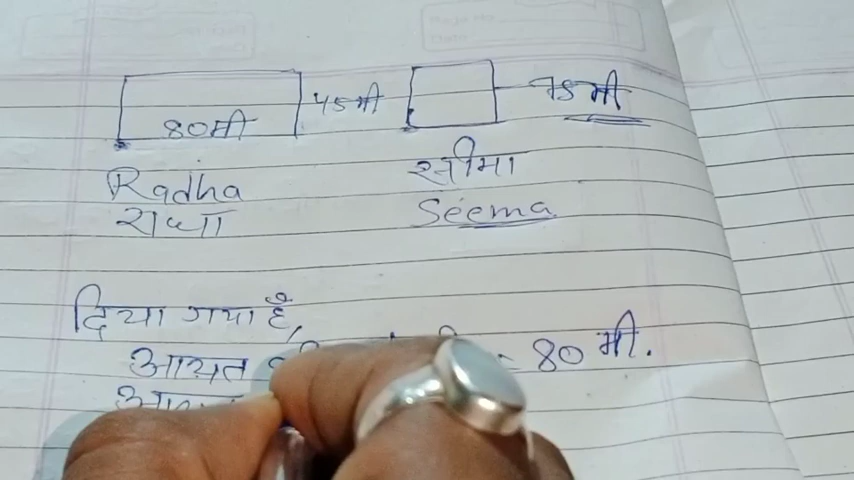 80मी 45मी 75मी
Radha सीमा
राधा Seema
दिया गया है,
आयत = 80 मी.